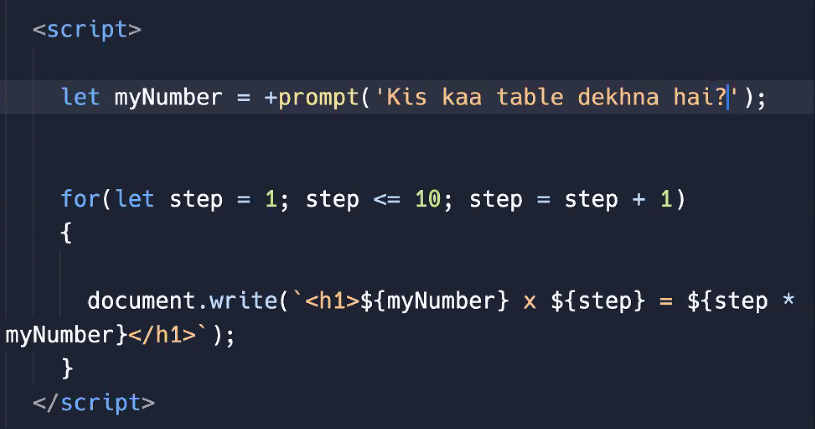 <script>
let myNumber = +prompt('Kis kaa table dekhna hai?');
for(let step = 1; step <= 10; step = step + 1)
{
document.write(`<h1>${myNumber} x ${step} = ${step *
myNumber}</h1>`);
}
</script>